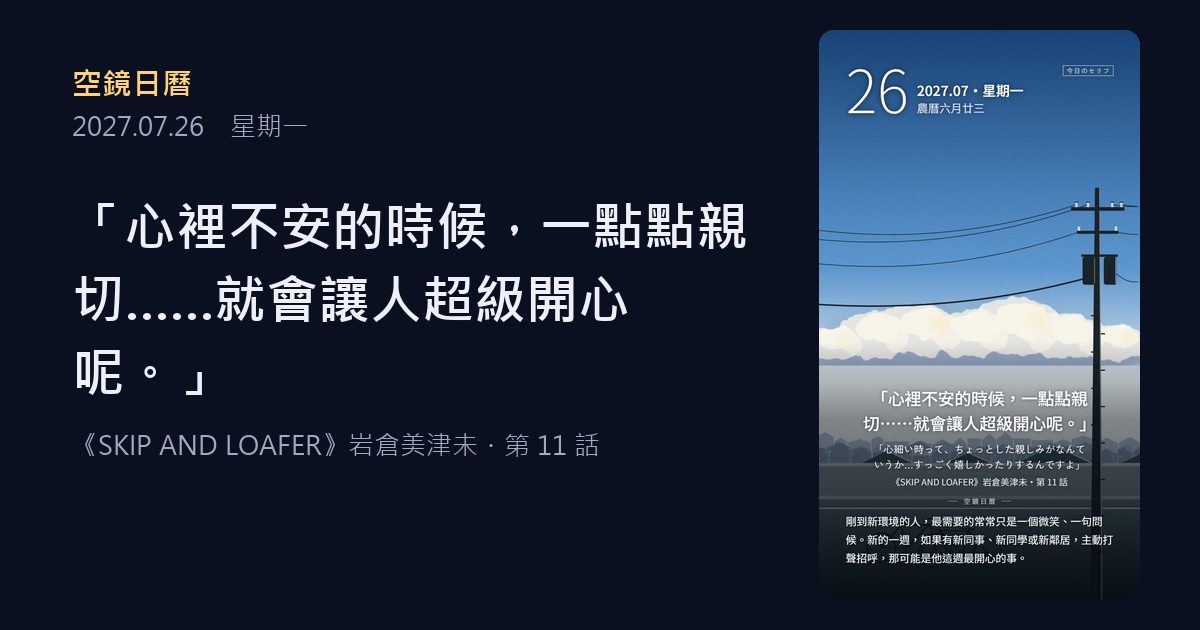 空鏡日曆
2027.07.26　星期一
「心裡不安的時候，一點點親
切……就會讓人超級開心
呢。」
《SKIP AND LOAFER》岩倉美津未・第 11 話
26
2027.07・星期一
農曆六月廿三
今日のセリフ
「心裡不安的時候，一點點親
切……就會讓人超級開心呢。」
「心細い時って、ちょっとした親しみがなんて
いうか…すっごく嬉しかったりするんですよ」
《SKIP AND LOAFER》岩倉美津未・第 11 話
— 空鏡日曆 —
剛到新環境的人，最需要的常常只是一個微笑、一句問
候。新的一週，如果有新同事、新同學或新鄰居，主動打
聲招呼，那可能是他這週最開心的事。